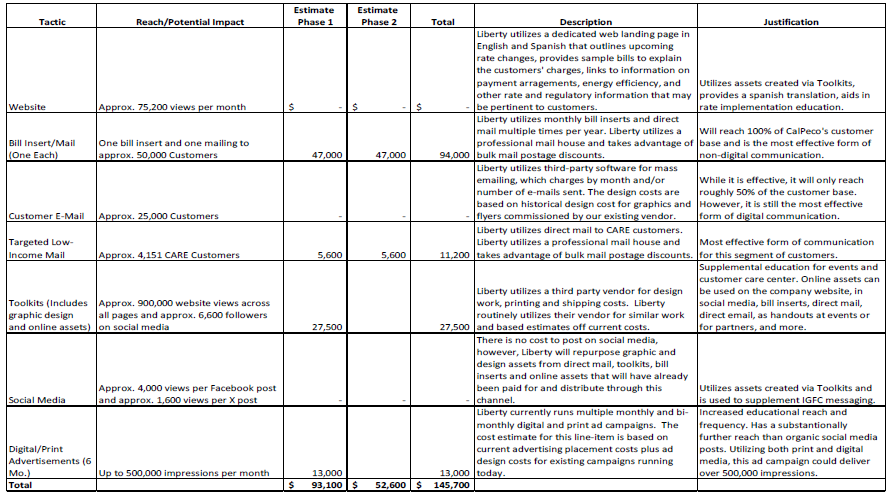 Tactic Reach/Potential Impact Estimate Phase 1 Estimate Phase 2 Total Description Justification
Website Approx. 75,200 views per month $ - $ - $ -
Liberty utilizes a dedicated web landing page in
English and Spanish that outlines upcoming
rate changes, provides sample bills to explain
the customers' charges, links to information on
payment arragements, energy efficiency, and
other rate and regulatory information that may
be pertinent to customers.
Utilizes assets created via Toolkits,
provides a spanish translation, aids in
rate implementation education.
Bill Insert/Mail
(One Each)
One bill insert and one mailing to
approx. 50,000 Customers
47,000 47,000 94,000
Liberty utilizes monthly bill inserts and direct
mail multiple times per year. Liberty utilizes a
professional mail house and takes advantage of
bulk mail postage discounts.
Will reach 100% of CalPeco's customer
base and is the most effective form of
non-digital communication.
Customer E-Mail Approx. 25,000 Customers - - -
Liberty utilizes third-party software for mass
emailing, which charges by month and/or
number of e-mails sent. The design costs are
based on historical design cost for graphics and
flyers commissioned by our existing vendor.
While it is effective, it will only reach
roughly 50% of the customer base.
However, it is still the most effective
form of digital communication.
Targeted Low-
Income Mail
Approx. 4,151 CARE Customers
5,600 5,600 11,200
Liberty utilizes direct mail to CARE customers.
Liberty utilizes a professional mail house and
takes advantage of bulk mail postage discounts.
Most effective form of communication
for this segment of customers.
Toolkits (Includes
graphic design
and online assets)
Approx. 900,000 website views across
all pages and approx. 6,600 followers
on social media
27,500 27,500
Liberty utilizes a third party vendor for design
work, printing and shipping costs. Liberty
routinely utilizes their vendor for similar work
and based estimates off current costs.
Supplemental education for events and
customer care center. Online assets can
be used on the company website, in
social media, bill inserts, direct mail,
direct email, as handouts at events or
for partners, and more.
Social Media
Approx. 4,000 views per Facebook post
and approx. 1,600 views per X post
- - -
There is no cost to post on social media,
however, Liberty will repurpose graphic and
design assets from direct mail, toolkits, bill
inserts and online assets that will have already
been paid for and distribute through this
channel.
Utilizes assets created via Toolkits and
is used to supplement IGFC messaging.
Digital/Print
Advertisements (6
Mo.)
Up to 500,000 impressions per month
13,000 13,000
Liberty currently runs multiple monthly and bi-
monthly digital and print ad campaigns. The
cost estimate for this line-item is based on
current advertising placement costs plus ad
design costs for existing campaigns running
today.
Increased educational reach and
frequency. Has a substantionally
further reach than organic social media
posts. Utilizing both print and digital
media, this ad campaign could deliver
over 500,000 impressions.
Total $ 93,100 $ 52,600 $ 145,700